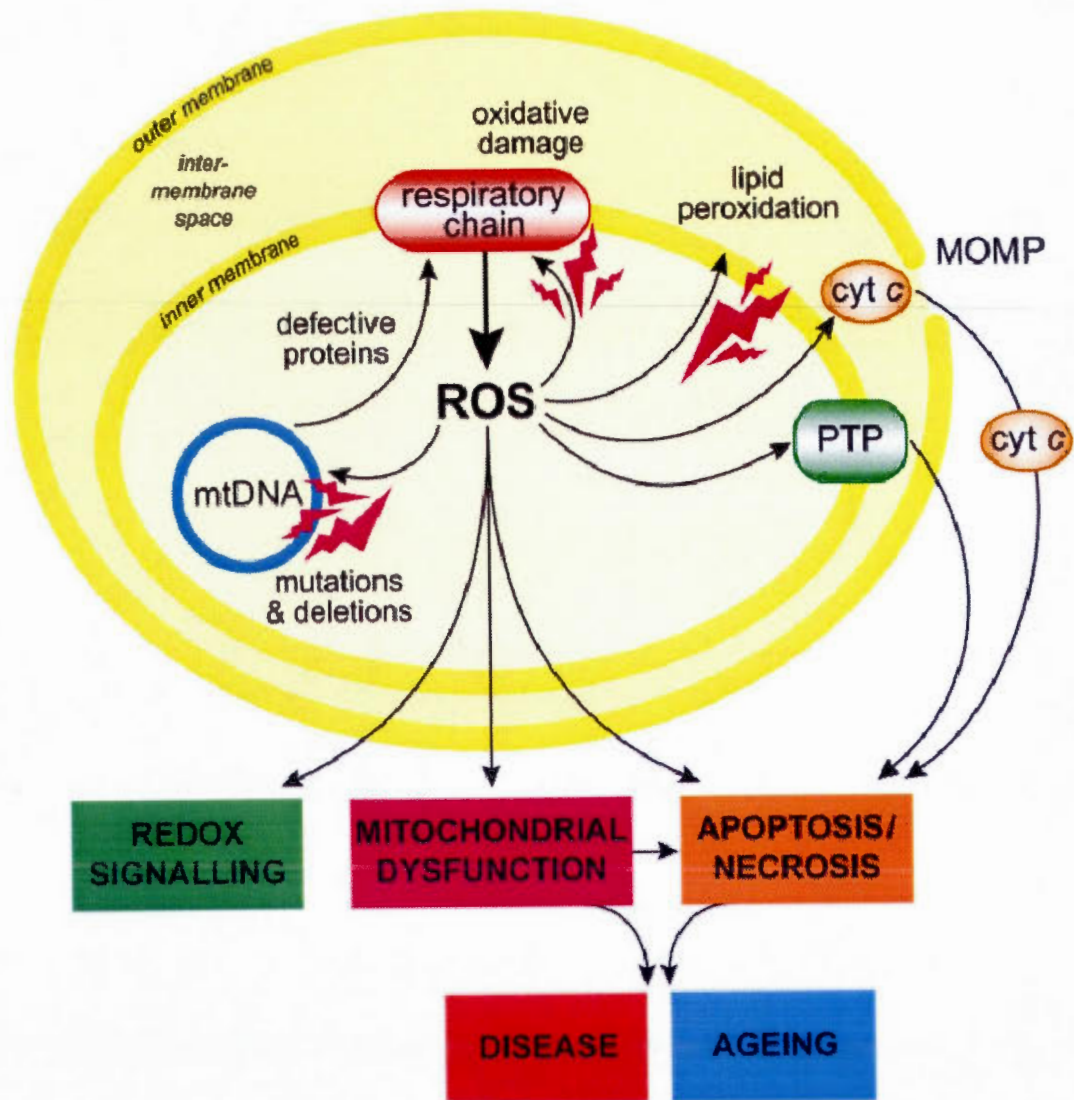 outer membrane
inter-
membrane
space
inner membrane
oxidative
damage
respiratory
chain
lipid
peroxidation
MOMP
cyt c
cyt c
defective
proteins
ROS
PTP
mtDNA
mutations
& deletions
REDOX
SIGNALLING
MITOCHONDRIAL
DYSFUNCTION
APOPTOSIS/
NECROSIS
DISEASE
AGEING